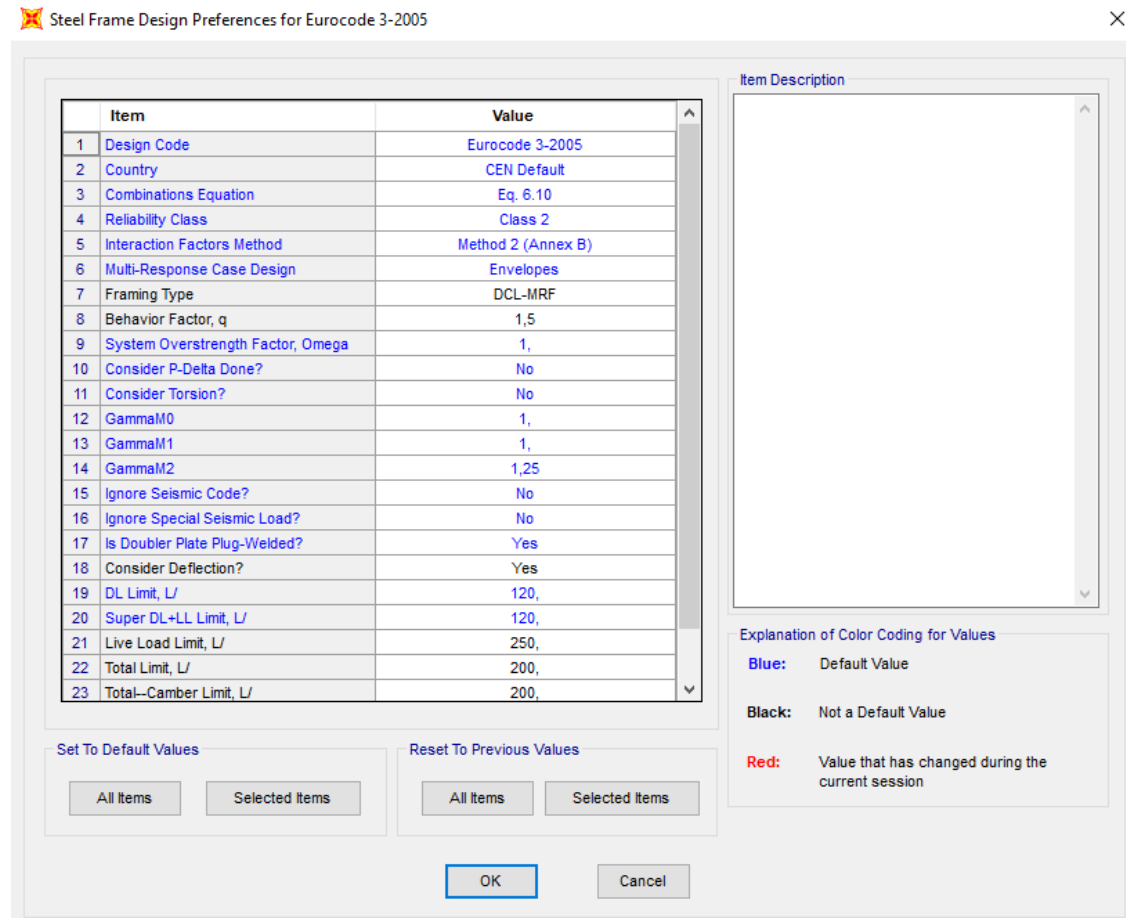 Steel Frame Design Preferences for Eurocode 3-2005
Item Value
1 Design Code Eurocode 3-2005
2 Country CEN Default
3 Combinations Equation Eq. 6.10
4 Reliability Class Class 2
5 Interaction Factors Method Method 2 (Annex B)
6 Multi-Response Case Design Envelopes
7 Framing Type DCL-MRF
8 Behavior Factor, q 1,5
9 System Overstrength Factor, Omega 1,
10 Consider P-Delta Done? No
11 Consider Torsion? No
12 GammaM0 1,
13 GammaM1 1,
14 GammaM2 1,25
15 Ignore Seismic Code? No
16 Ignore Special Seismic Load? No
17 Is Doubler Plate Plug-Welded? Yes
18 Consider Deflection? Yes
19 DL Limit, L/ 120,
20 Super DL+LL Limit, L/ 120,
21 Live Load Limit, L/ 250,
22 Total Limit, L/ 200,
23 Total--Camber Limit, L/ 200,
Set To Default Values
All Items Selected Items
Reset To Previous Values
All Items Selected Items
Item Description
Explanation of Color Coding for Values
Blue: Default Value
Black: Not a Default Value
Red: Value that has changed during the
current session
OK Cancel